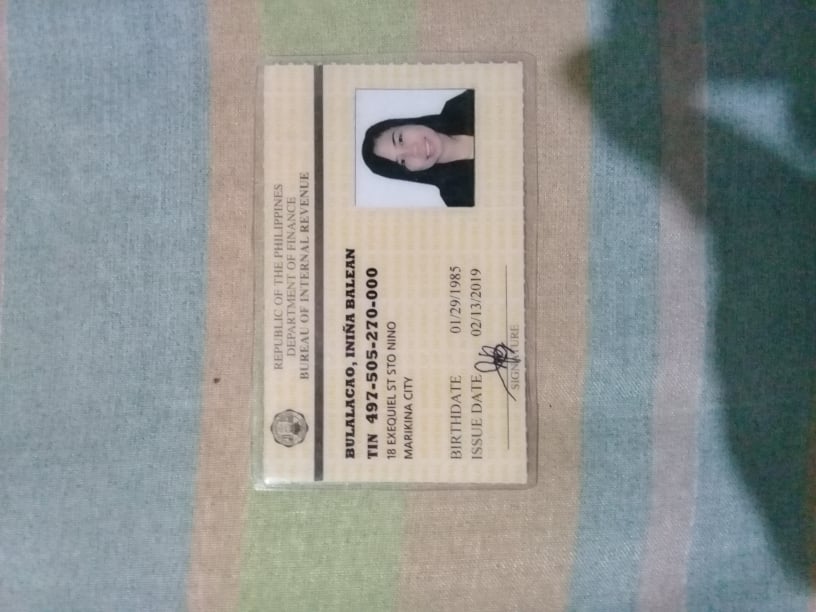 REPUBLIC OF THE PHILIPPINES
DEPARTMENT OF FINANCE
BUREAU OF INTERNAL REVENUE
BULALACAO, INIÑA BALEAN
TIN 497-505-270-000
18 EXEQUIEL ST STO NINO
MARIKINA CITY
BIRTHDATE 01/29/1985
ISSUE DATE 02/13/2019
SIGNATURE